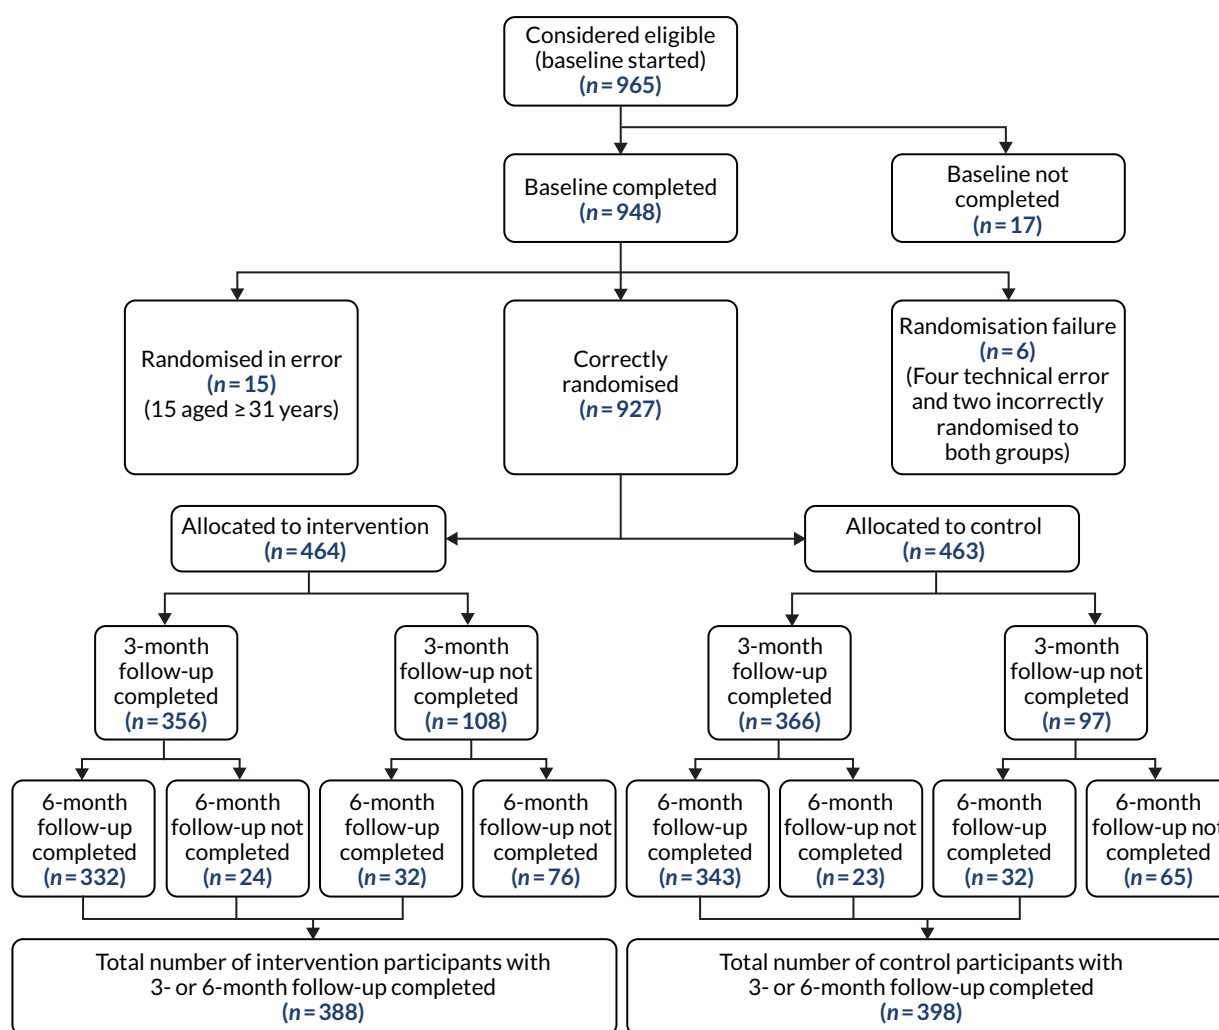 Considered eligible
(baseline started)
(n = 965)
Baseline completed
(n = 948)
Baseline not
completed
(n = 17)
Randomised in error
(n = 15)
(15 aged ≥ 31 years)
Correctly
randomised
(n = 927)
Randomisation failure
(n = 6)
(Four technical error
and two incorrectly
randomised to
both groups)
Allocated to intervention
(n = 464)
Allocated to control
(n = 463)
3-month
follow-up
completed
(n = 356)
3-month
follow-up not
completed
(n = 108)
3-month
follow-up
completed
(n = 366)
3-month
follow-up not
completed
(n = 97)
6-month
follow-up
completed
(n = 332)
6-month
follow-up not
completed
(n = 24)
6-month
follow-up
completed
(n = 32)
6-month
follow-up not
completed
(n = 76)
6-month
follow-up
completed
(n = 343)
6-month
follow-up not
completed
(n = 23)
6-month
follow-up
completed
(n = 32)
6-month
follow-up not
completed
(n = 65)
Total number of intervention participants with
3- or 6-month follow-up completed
(n = 388)
Total number of control participants with
3- or 6-month follow-up completed
(n = 398)